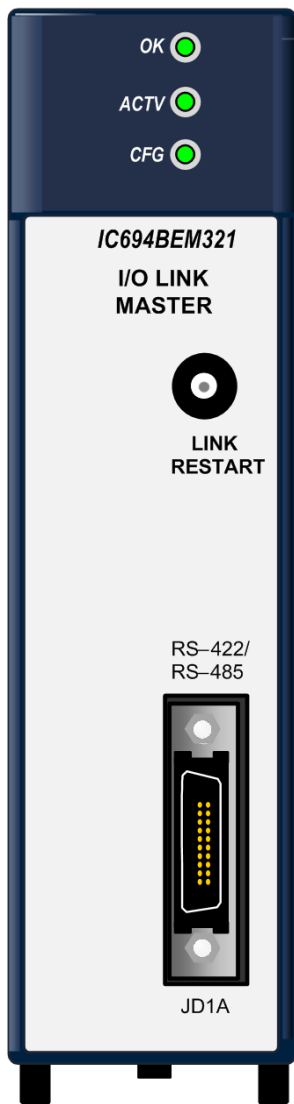 OK
ACTV
CFG
IC694BEM321
I/O LINK
MASTER
LINK
RESTART
RS–422/
RS–485
JD1A